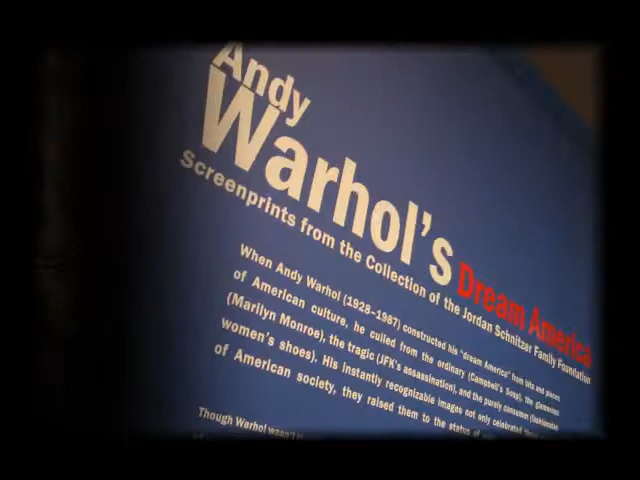 Andy
Warhol's Dream America
Screenprints from the Collection of the Jordan Schnitzer Family Foundation
When Andy Warhol (1928–1987) constructed his "dream America" from bits and pieces
of American culture, he culled from the ordinary (Campbell's Soup), the glamorous
(Marilyn Monroe), the tragic (JFK's assassination), and the purely consumer (fashionable
women's shoes). His instantly recognizable images not only celebrated
of American society, they raised them to the status of
Though Warhol wasn't